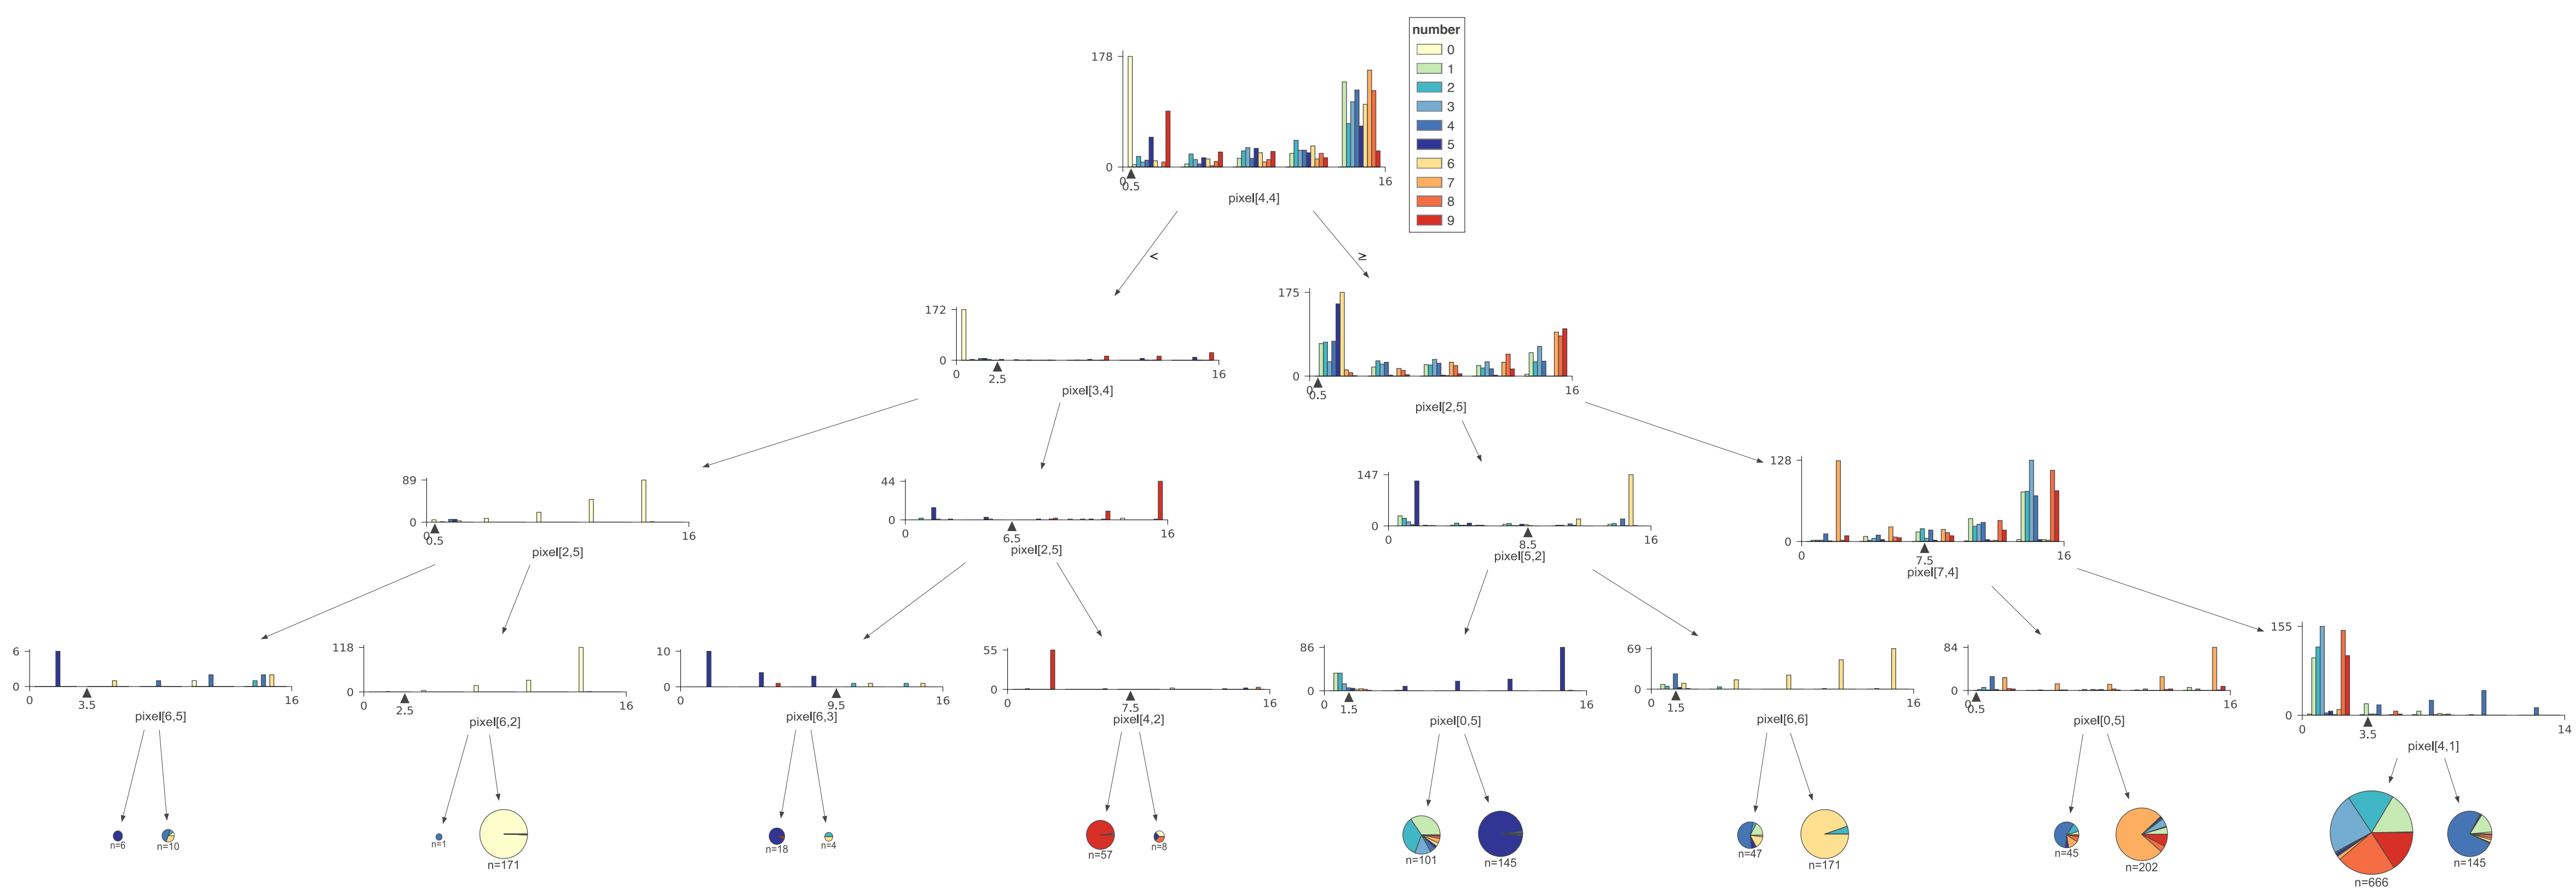 number
0
1
2
3
4
5
6
7
8
9
178
0
0
0.5
16
pixel[4,4]
<
≥
172
0
0
2.5
16
pixel[3,4]
175
0
0
0.5
16
pixel[2,5]
89
0
0
0.5
16
pixel[2,5]
44
0
0
6.5
16
pixel[2,5]
147
0
0
8.5
16
pixel[5,2]
128
0
0
7.5
16
pixel[7,4]
6
0
0
3.5
16
pixel[6,5]
118
0
0
2.5
16
pixel[6,2]
10
0
0
9.5
16
pixel[6,3]
55
0
0
7.5
16
pixel[4,2]
86
0
0
1.5
16
pixel[0,5]
69
0
0
1.5
16
pixel[6,6]
84
0
0
0.5
16
pixel[0,5]
155
0
0
3.5
14
pixel[4,1]
n=6
n=10
n=1
n=171
n=18
n=4
n=57
n=8
n=101
n=145
n=47
n=171
n=45
n=202
n=666
n=145